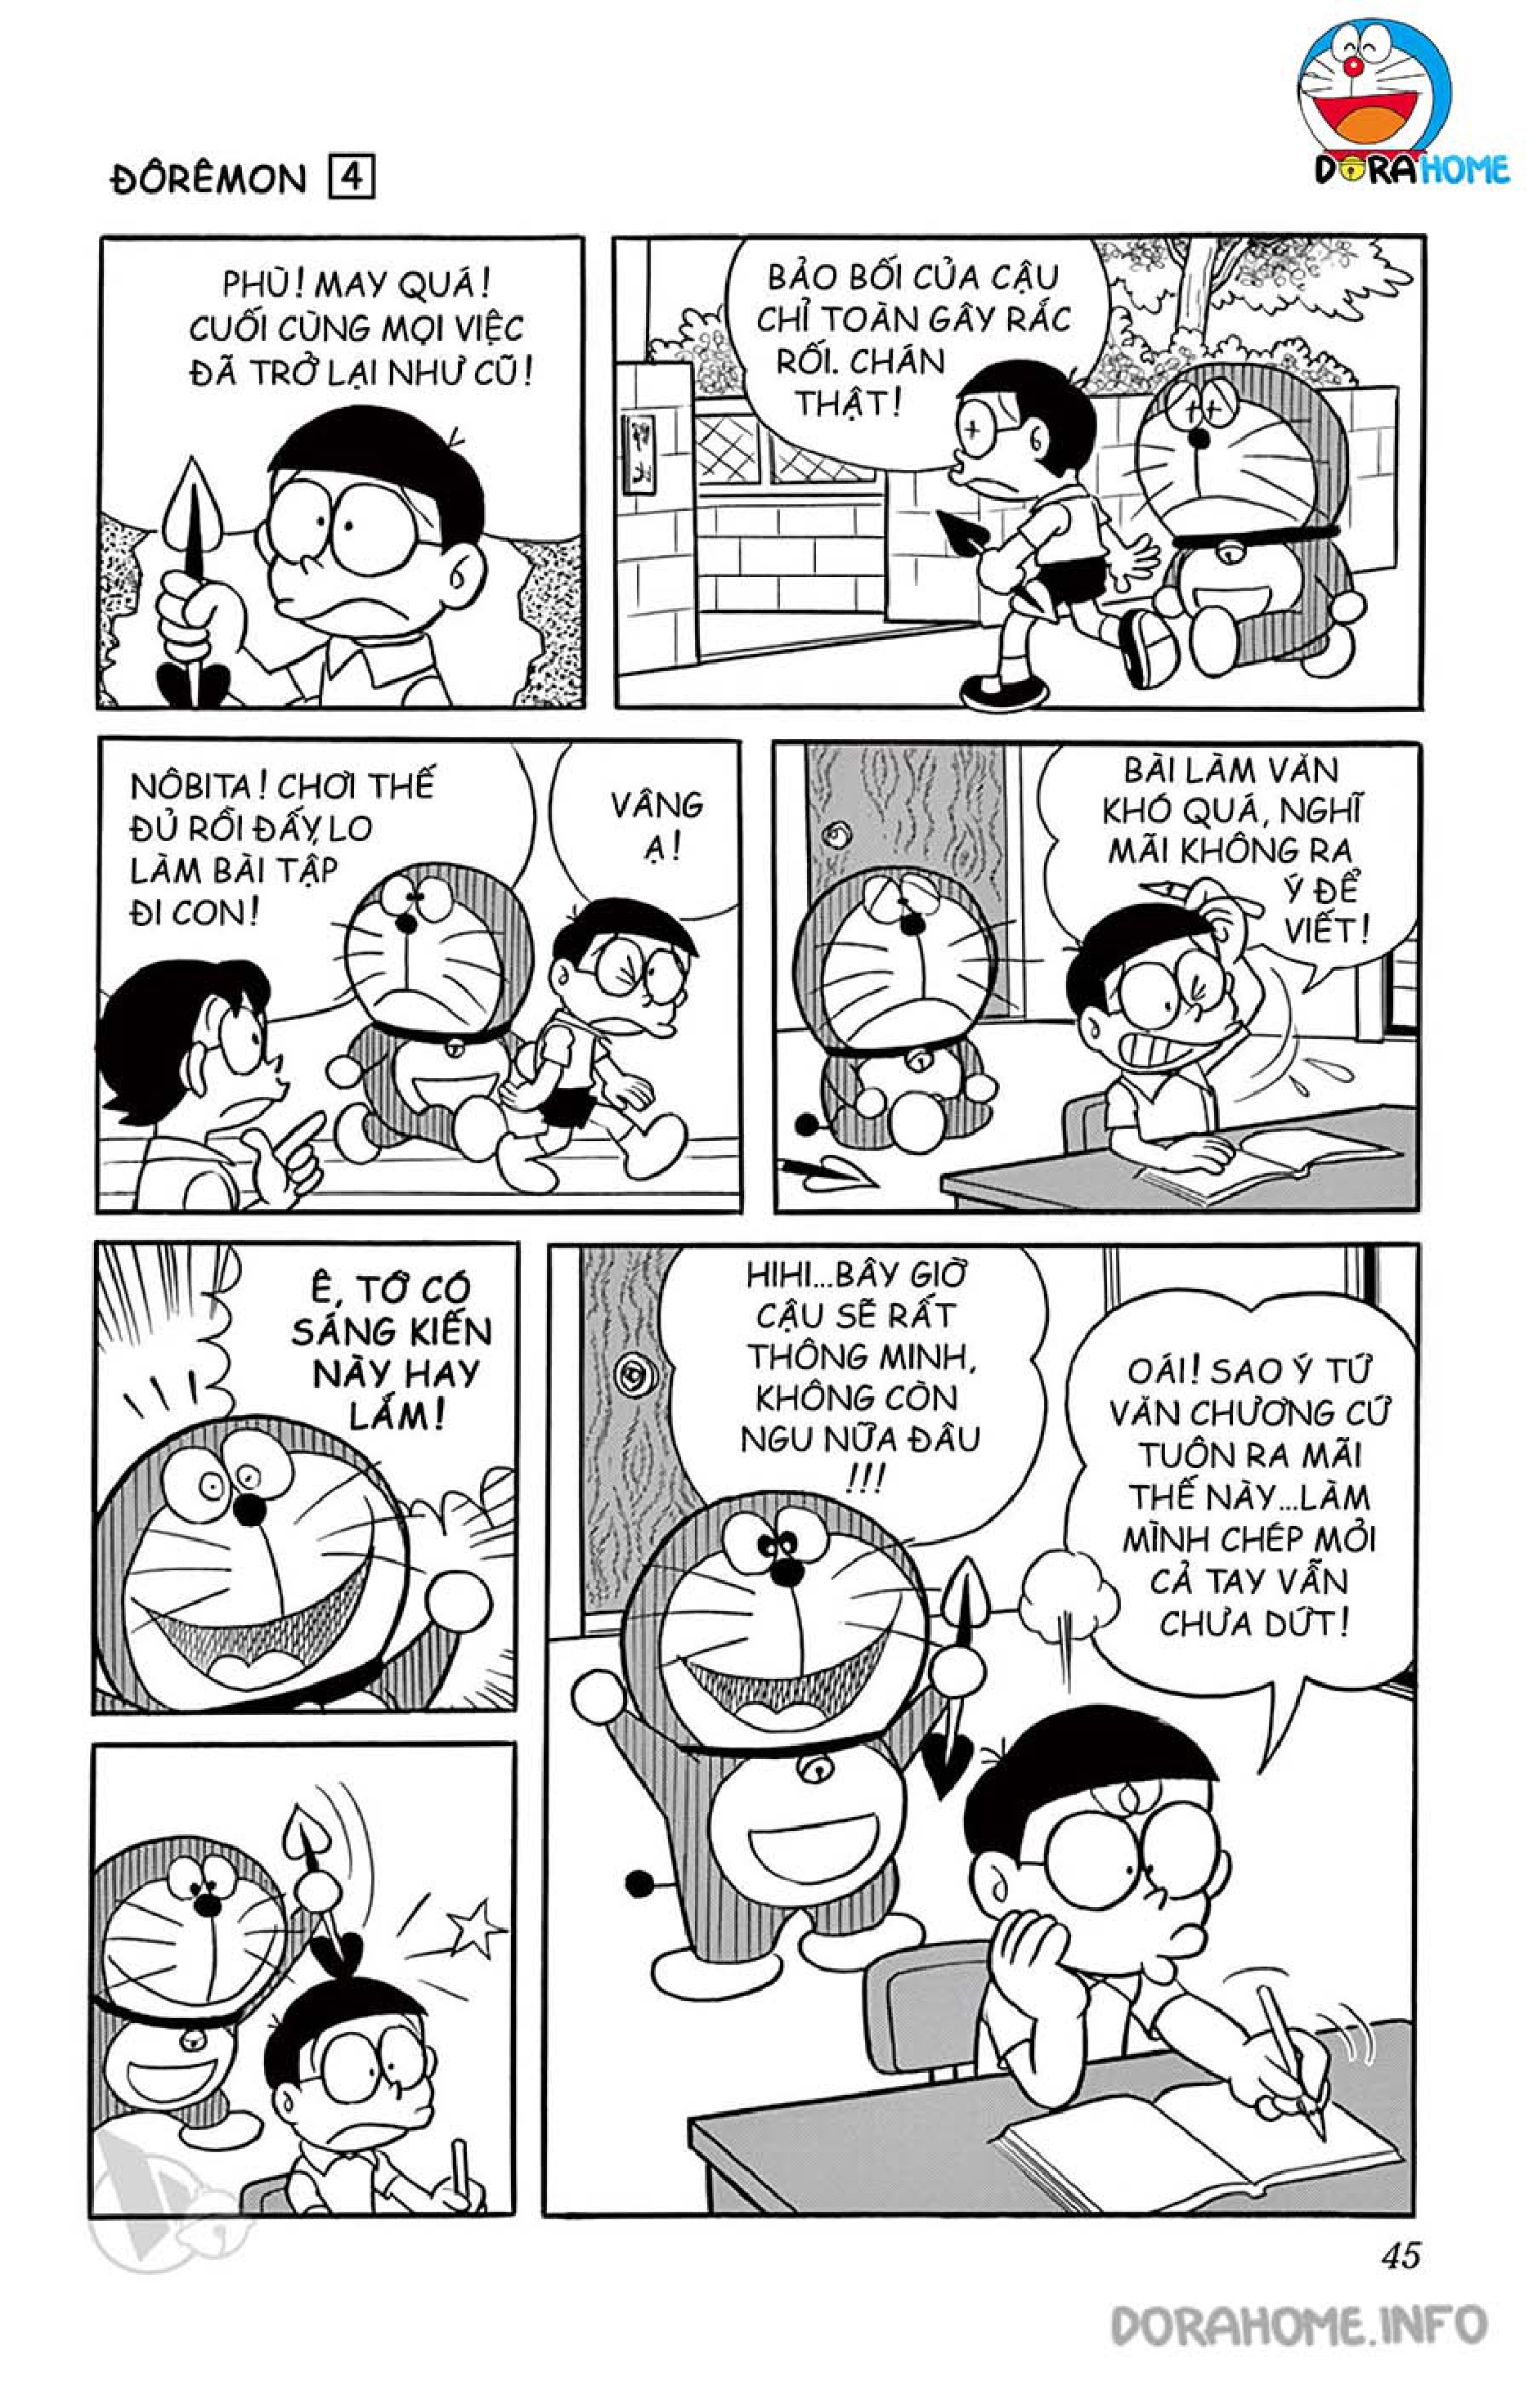 DORAHOME
ĐÔRÊMON 4
PHÙ! MAY QUÁ!
CUỐI CÙNG MỌI VIỆC
ĐÃ TRỞ LẠI NHƯ CŨ!
BẢO BỐI CỦA CẬU
CHỈ TOÀN GÂY RẮC
RỐI. CHÁN
THẬT!
NÔBITA! CHƠI THẾ
ĐỦ RỒI ĐẤY, LO
LÀM BÀI TẬP
ĐI CON!
VÂNG
Ạ!
BÀI LÀM VĂN
KHÓ QUÁ, NGHĨ
MÃI KHÔNG RA
Ý ĐỂ
VIẾT!
Ê, TỚ CÓ
SÁNG KIẾN
NÀY HAY
LẮM!
HIHI...BÂY GIỜ
CẬU SẼ RẤT
THÔNG MINH,
KHÔNG CÒN
NGU NỮA ĐÂU
!!!
OÁI! SAO Ý TỨ
VĂN CHƯƠNG CỨ
TUÔN RA MÃI
THẾ NÀY...LÀM
MÌNH CHÉP MỎI
CẢ TAY VẪN
CHƯA DỨT!
45
DORAHOME.INFO